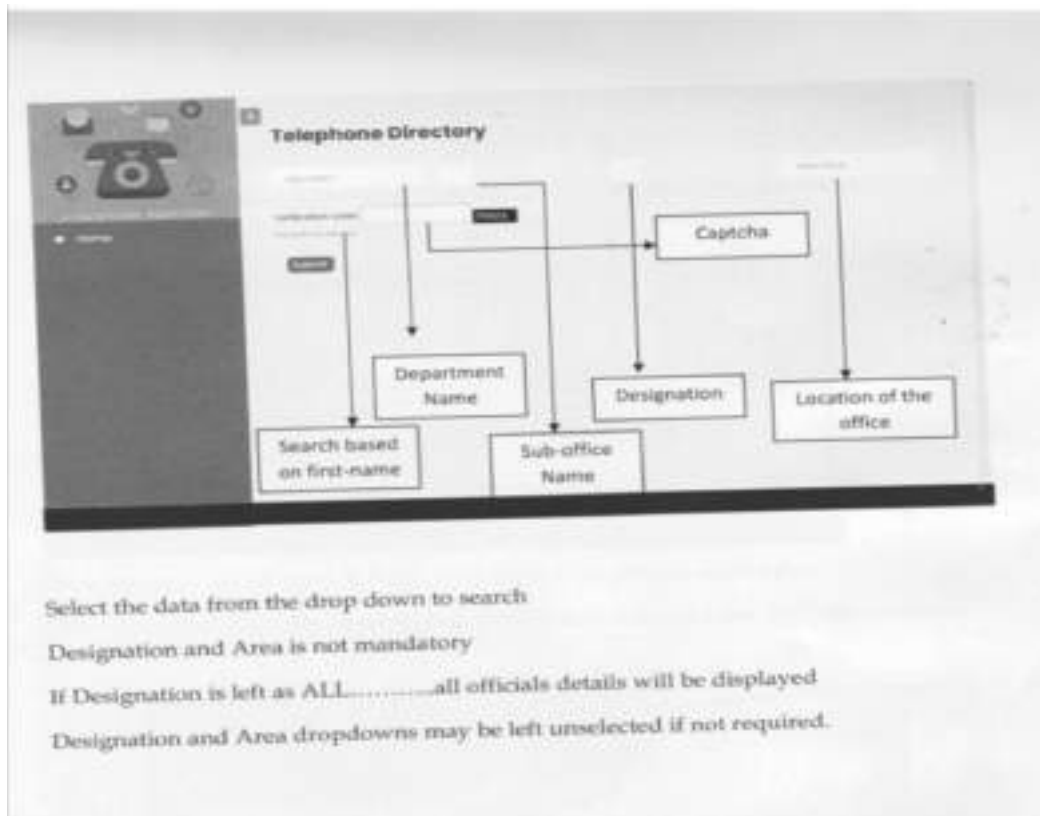 Telephone Directory
Captcha
Department
Name
Designation
Location of the
office
Search based
on first-name
Sub-office
Name
Select the data from the drop down to search
Designation and Area is not mandatory
If Designation is left as ALL...........all officials details will be displayed
Designation and Area dropdowns may be left unselected if not required.